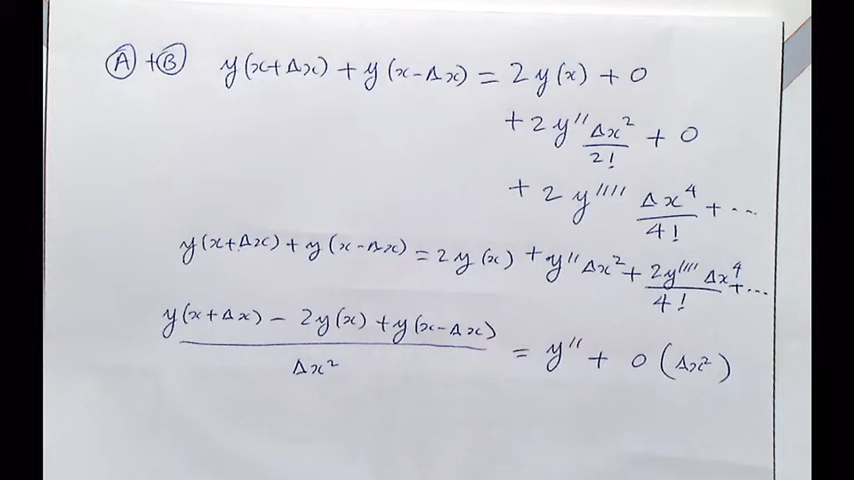 Ⓐ + Ⓑ y(x+Δx) + y(x-Δx) = 2y(x) + 0
+ 2y'' Δx²/2! + 0
+ 2y'''' Δx⁴/4! + ...
y(x+Δx) + y(x-Δx) = 2y(x) + y''Δx² + 2y''''Δx⁴/4! + ...
(y(x+Δx) - 2y(x) + y(x-Δx))/Δx² = y'' + O(Δx²)